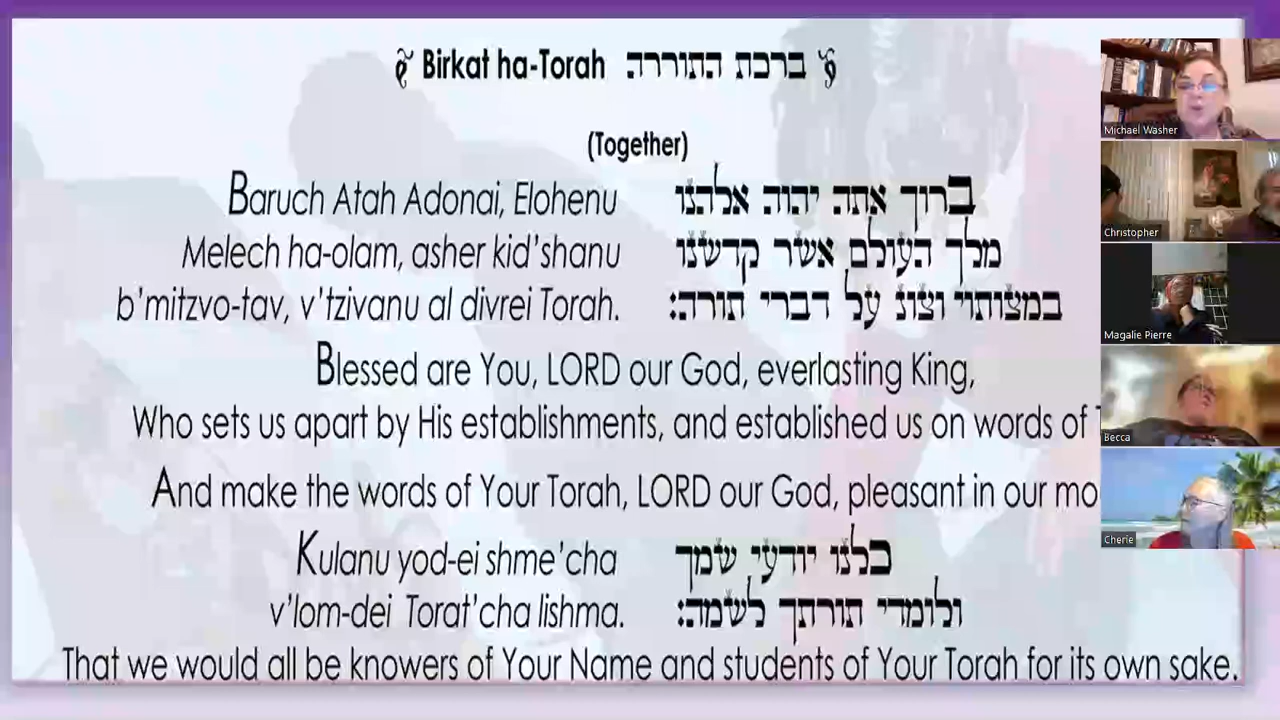 Birkat ha-Torah ברכת התוררה
(Together)
Baruch Atah Adonai, Elohenu ברוך אתה יהוה אלהנו
Melech ha-olam, asher kid'shanu מלך העולם אשר קדשנו
b'mitzvo-tav, v'tzivanu al divrei Torah. על דברי תורה:
Blessed are You, LORD our God, everlasting King,
Who sets us apart by His establishments, and established us on words of
And make the words of Your Torah, LORD our God, pleasant in our
Kulanu yod-ei shme'cha כלנו יודעי שמך
v'lom-dei Torat'cha lishma. ולומדי תורתך לשמה:
That we would all be knowers of Your Name and students of Your Torah for its own sake.
Michael Washer
Christopher
Magalie Pierre
Becca
Cherie